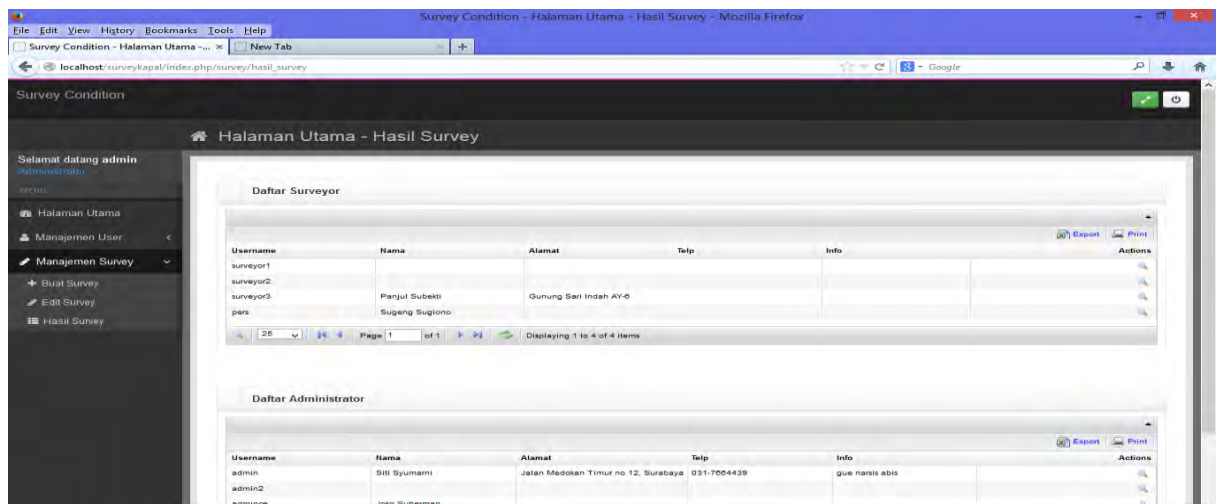 Survey Condition - Halaman Utama - Hasil Survey - Mozilla Firefox
File Edit View History Bookmarks Tools Help
Survey Condition - Halaman Utama -... × New Tab × +
localhost/surveykapal/index.php/survey/hasil_survey Google
Survey Condition
Halaman Utama - Hasil Survey
Selamat datang admin
Administrator
MENU
Halaman Utama
Manajemen User
Manajemen Survey
Buat Survey
Edit Survey
Hasil Survey
Daftar Surveyor
Export Print
Username Nama Alamat Telp Info Actions
surveyor1
surveyor2
surveyor3 Panjul Subekti Gunung Sari Indah AY-6
pers Sugeng Sugiono
25 Page 1 of 1 Displaying 1 to 4 of 4 items
Daftar Administrator
Export Print
Username Nama Alamat Telp Info Actions
admin Siti Syumarni Jalan Medokan Timur no 12, Surabaya 031-7664439 gue narsis abis
admin2